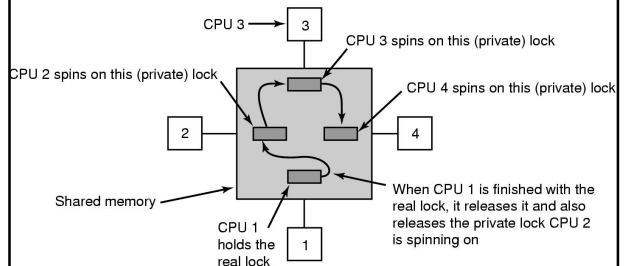 CPU 3
3
CPU 3 spins on this (private) lock
CPU 2 spins on this (private) lock
CPU 4 spins on this (private) lock
2
4
Shared memory
When CPU 1 is finished with the
real lock, it releases it and also
releases the private lock CPU 2
is spinning on
CPU 1
holds the
real lock
1